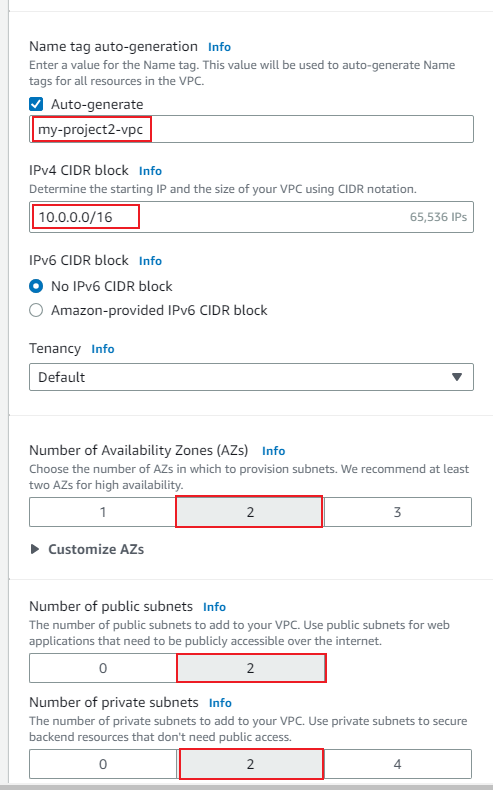 Name tag auto-generation Info
Enter a value for the Name tag. This value will be used to auto-generate Name
tags for all resources in the VPC.
Auto-generate
my-project2-vpc
IPv4 CIDR block Info
Determine the starting IP and the size of your VPC using CIDR notation.
10.0.0.0/16 65,536 IPs
IPv6 CIDR block Info
No IPv6 CIDR block
Amazon-provided IPv6 CIDR block
Tenancy Info
Default
Number of Availability Zones (AZs) Info
Choose the number of AZs in which to provision subnets. We recommend at least
two AZs for high availability.
1 2 3
Customize AZs
Number of public subnets Info
The number of public subnets to add to your VPC. Use public subnets for web
applications that need to be publicly accessible over the internet.
0 2
Number of private subnets Info
The number of private subnets to add to your VPC. Use private subnets to secure
backend resources that don't need public access.
0 2 4